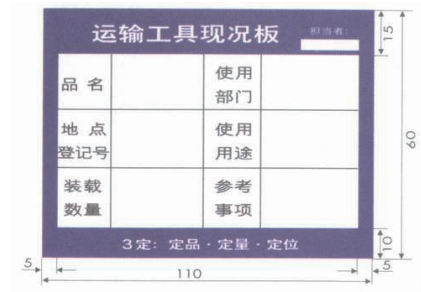 运输工具现况板
担当者:
品名
使用
部门
地点
登记号
使用
用途
装载
数量
参考
事项
3定: 定品·定量·定位
15
60
10
5
5
110